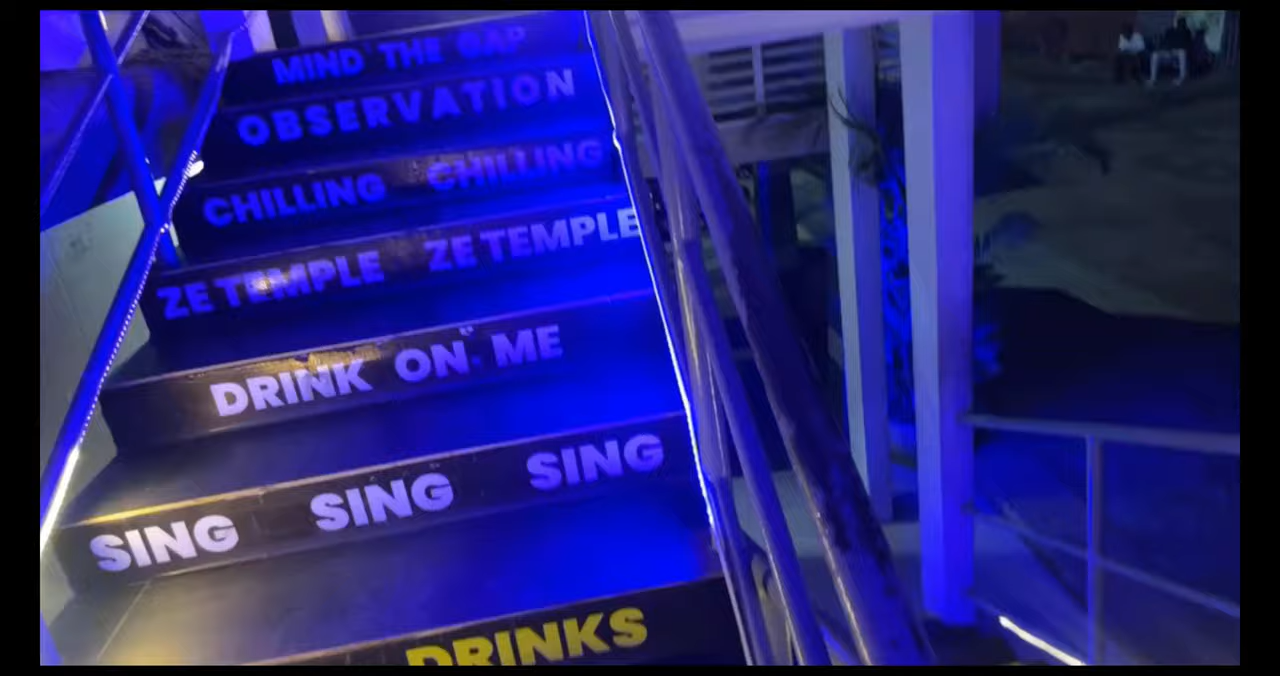 MIND THE GAP
OBSERVATION
CHILLING CHILLING
ZE TEMPLE ZE TEMPLE
DRINK ON ME
SING SING SING
DRINKS